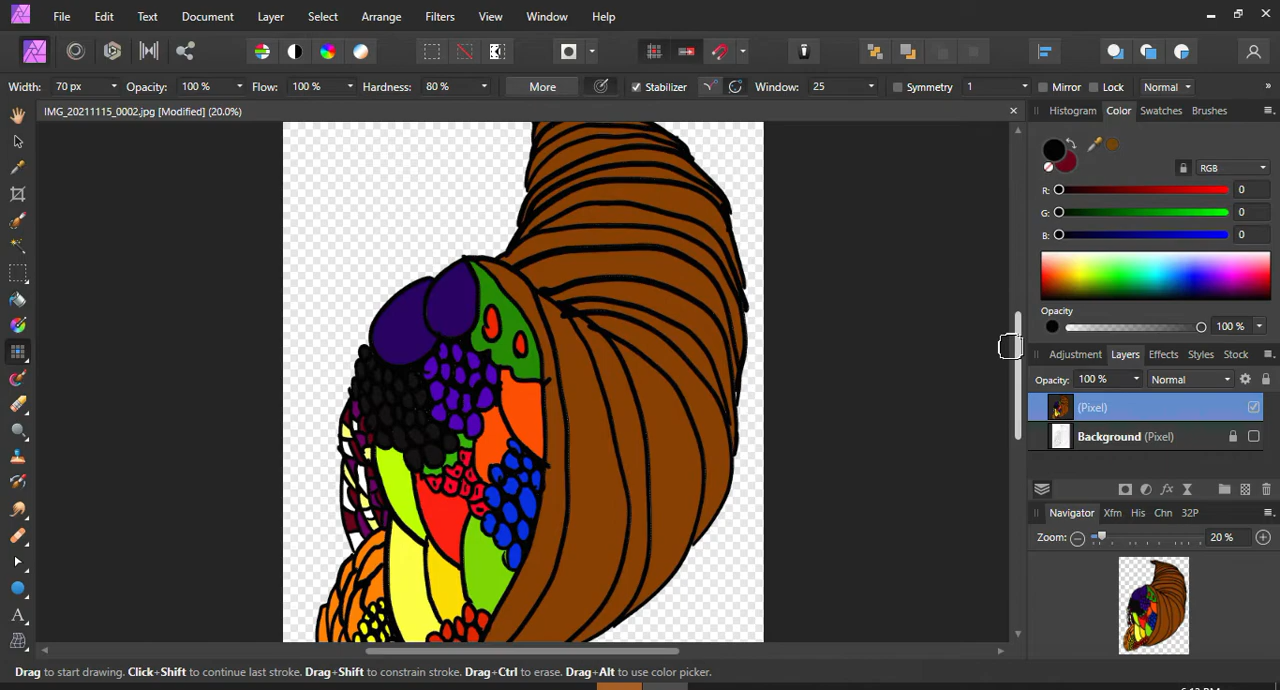 File Edit Text Document Layer Select Arrange Filters View Window Help
Width: 70 px Opacity: 100 % Flow: 100 % Hardness: 80 % More Stabilizer Window: 25 Symmetry 1 Mirror Lock Normal »
IMG_20211115_0002.jpg [Modified] (20.0%)
Histogram Color Swatches Brushes
RGB
R: 0
G: 0
B: 0
Opacity
100 %
Adjustment Layers Effects Styles Stock
Opacity: 100 % Normal
(Pixel)
Background (Pixel)
Navigator Xfm His Chn 32P
Zoom: 20 %
Drag to start drawing. Click+Shift to continue last stroke. Drag+Shift to constrain stroke. Drag+Ctrl to erase. Drag+Alt to use color picker.